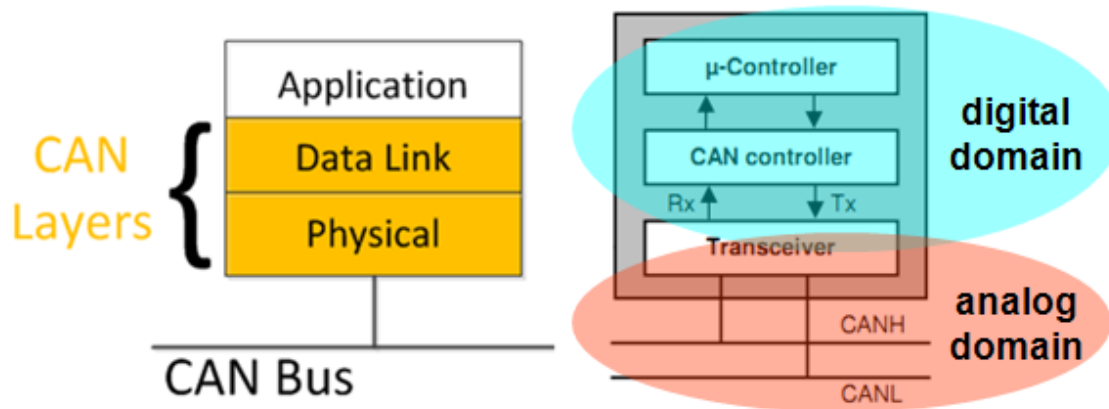 Application
CAN
Layers
{
Data Link
Physical
CAN Bus
µ-Controller
CAN controller
Rx
Tx
Transceiver
CANH
CANL
digital
domain
analog
domain